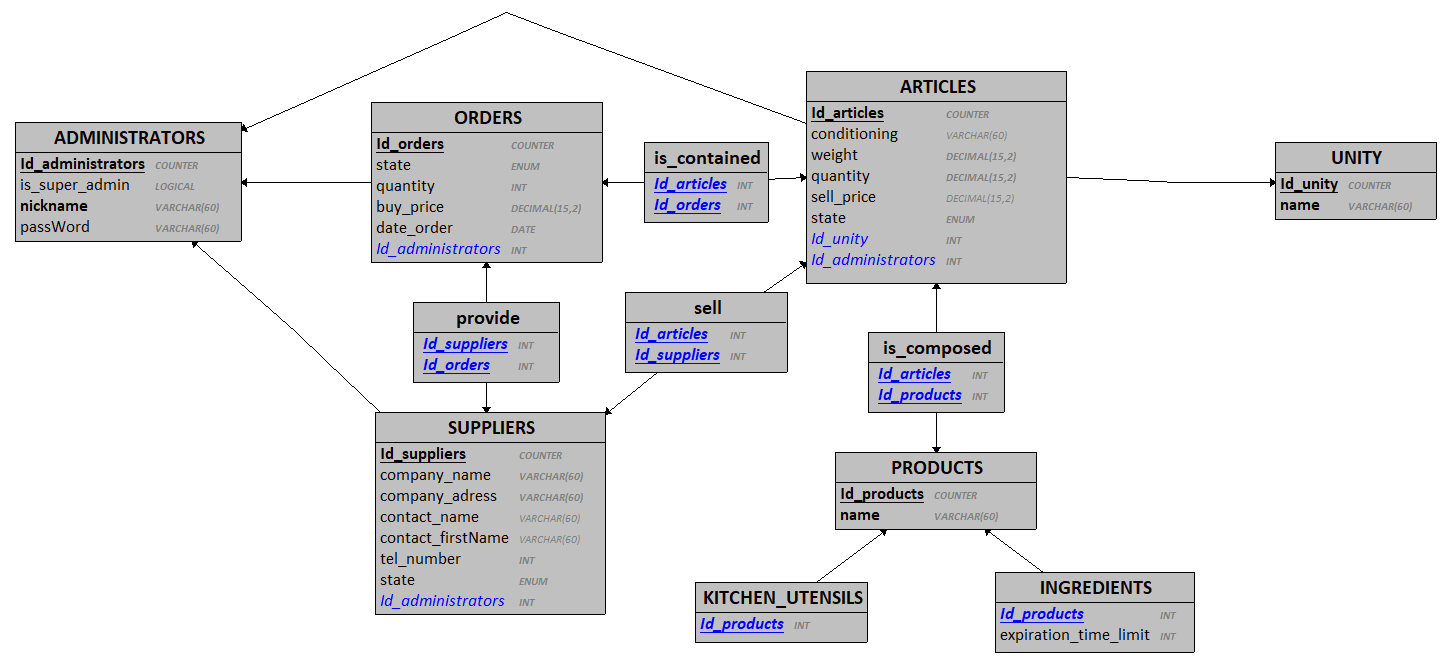 ADMINISTRATORS
Id_administrators COUNTER
is_super_admin LOGICAL
nickname VARCHAR(60)
passWord VARCHAR(60)
ORDERS
Id_orders COUNTER
state ENUM
quantity INT
buy_price DECIMAL(15,2)
date_order DATE
Id_administrators INT
is_contained
Id_articles INT
Id_orders INT
ARTICLES
Id_articles COUNTER
conditioning VARCHAR(60)
weight DECIMAL(15,2)
quantity DECIMAL(15,2)
sell_price DECIMAL(15,2)
state ENUM
Id_unity INT
Id_administrators INT
UNITY
Id_unity COUNTER
name VARCHAR(60)
provide
Id_suppliers INT
Id_orders INT
sell
Id_articles INT
Id_suppliers INT
is_composed
Id_articles INT
Id_products INT
SUPPLIERS
Id_suppliers COUNTER
company_name VARCHAR(60)
company_adress VARCHAR(60)
contact_name VARCHAR(60)
contact_firstName VARCHAR(60)
tel_number INT
state ENUM
Id_administrators INT
PRODUCTS
Id_products COUNTER
name VARCHAR(60)
KITCHEN_UTENSILS
Id_products INT
INGREDIENTS
Id_products INT
expiration_time_limit INT